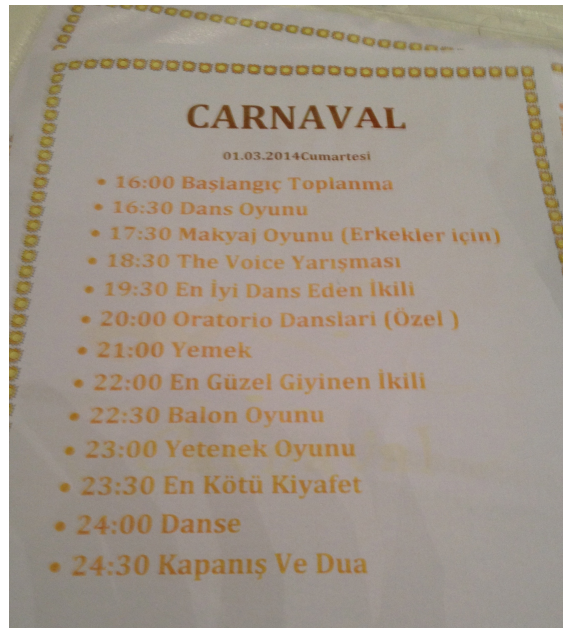 CARNAVAL
01.03.2014Cumartesi
• 16:00 Başlangıç Toplanma
• 16:30 Dans Oyunu
• 17:30 Makyaj Oyunu (Erkekler için)
• 18:30 The Voice Yarışması
• 19:30 En İyi Dans Eden İkili
• 20:00 Oratorio Danslari (Özel )
• 21:00 Yemek
• 22:00 En Güzel Giyinen İkili
• 22:30 Balon Oyunu
• 23:00 Yetenek Oyunu
• 23:30 En Kötü Kiyafet
• 24:00 Danse
• 24:30 Kapanış Ve Dua